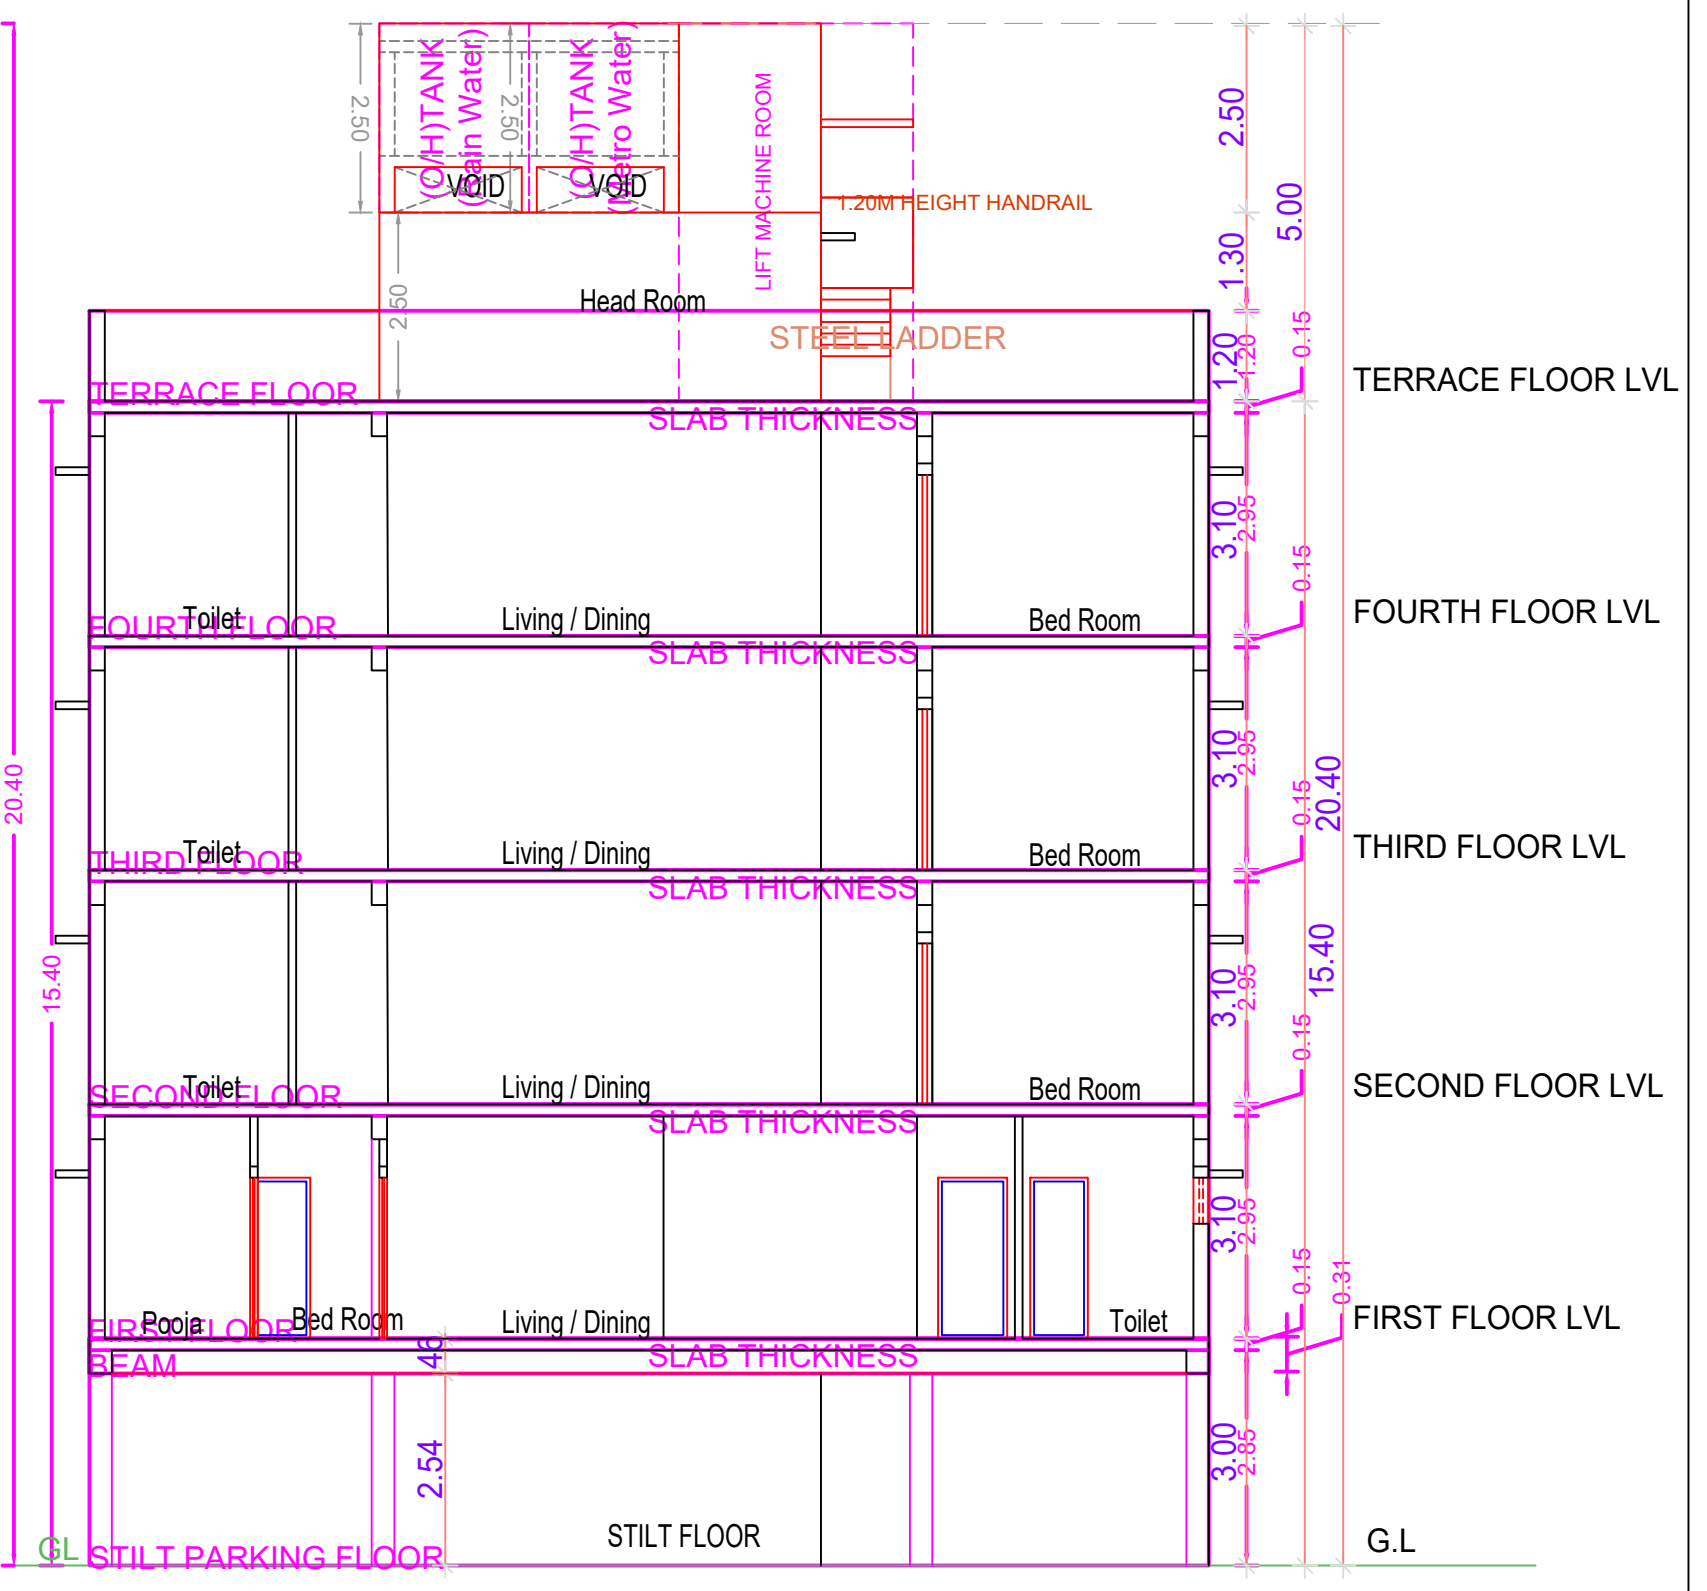 (O/H)TANK
(Rain Water)
(O/H)TANK
(Metro Water)
2.50
2.50
VOID
VOID
LIFT MACHINE ROOM
1.20M HEIGHT HANDRAIL
2.50
5.00
1.30
2.50
Head Room
STEEL LADDER
1.20
1.20
0.15
TERRACE FLOOR
TERRACE FLOOR LVL
SLAB THICKNESS
3.10
2.95
0.15
Toilet
Living / Dining
Bed Room
FOURTH FLOOR
FOURTH FLOOR LVL
SLAB THICKNESS
3.10
2.95
20.40
20.40
0.15
Toilet
Living / Dining
Bed Room
THIRD FLOOR
THIRD FLOOR LVL
SLAB THICKNESS
15.40
15.40
3.10
2.95
0.15
Toilet
Living / Dining
Bed Room
SECOND FLOOR
SECOND FLOOR LVL
SLAB THICKNESS
3.10
2.95
0.15
0.31
Pooja
Bed Room
Living / Dining
Toilet
FIRST FLOOR
FIRST FLOOR LVL
46
SLAB THICKNESS
BEAM
2.54
3.00
2.85
STILT FLOOR
GL
STILT PARKING FLOOR
G.L